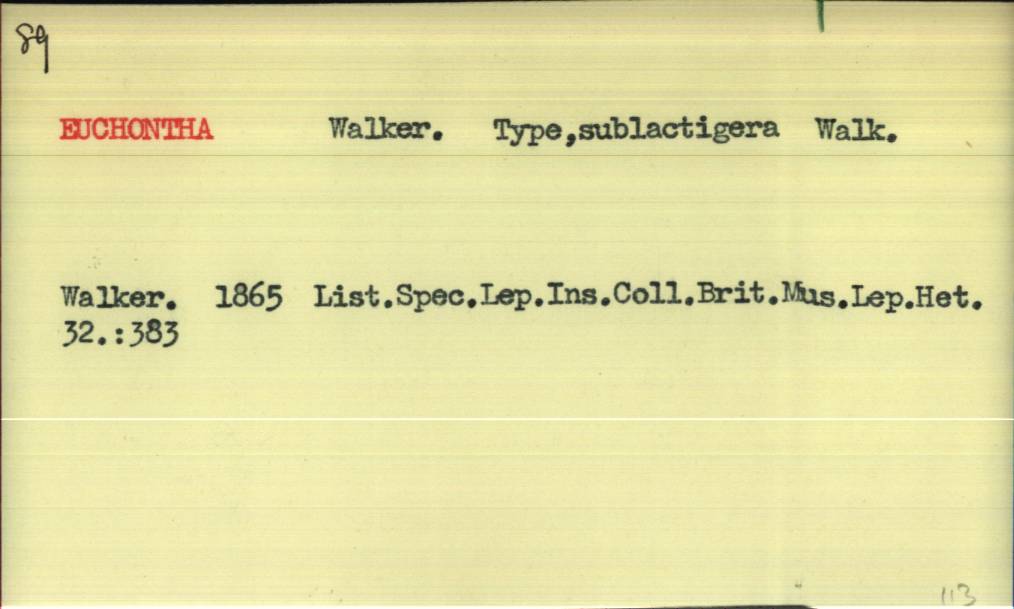 89
EUCHONTHA Walker. Type,sublactigera Walk.
Walker. 1865 List.Spec.Lep.Ins.Coll.Brit.Mus.Lep.Het.
32.:383
113